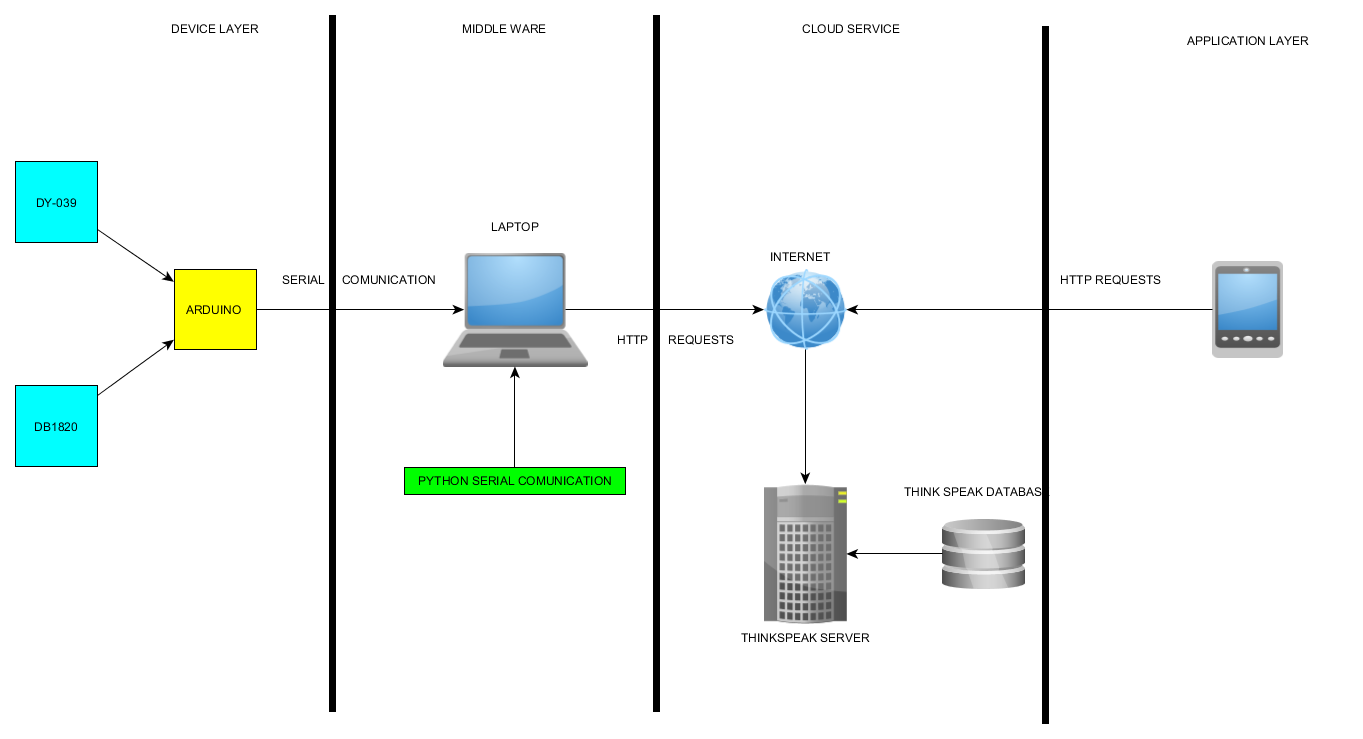 DEVICE LAYER
MIDDLE WARE
CLOUD SERVICE
APPLICATION LAYER
DY-039
LAPTOP
INTERNET
SERIAL COMUNICATION
HTTP REQUESTS
ARDUINO
HTTP REQUESTS
DB1820
PYTHON SERIAL COMUNICATION
THINK SPEAK DATABASE
THINKSPEAK SERVER